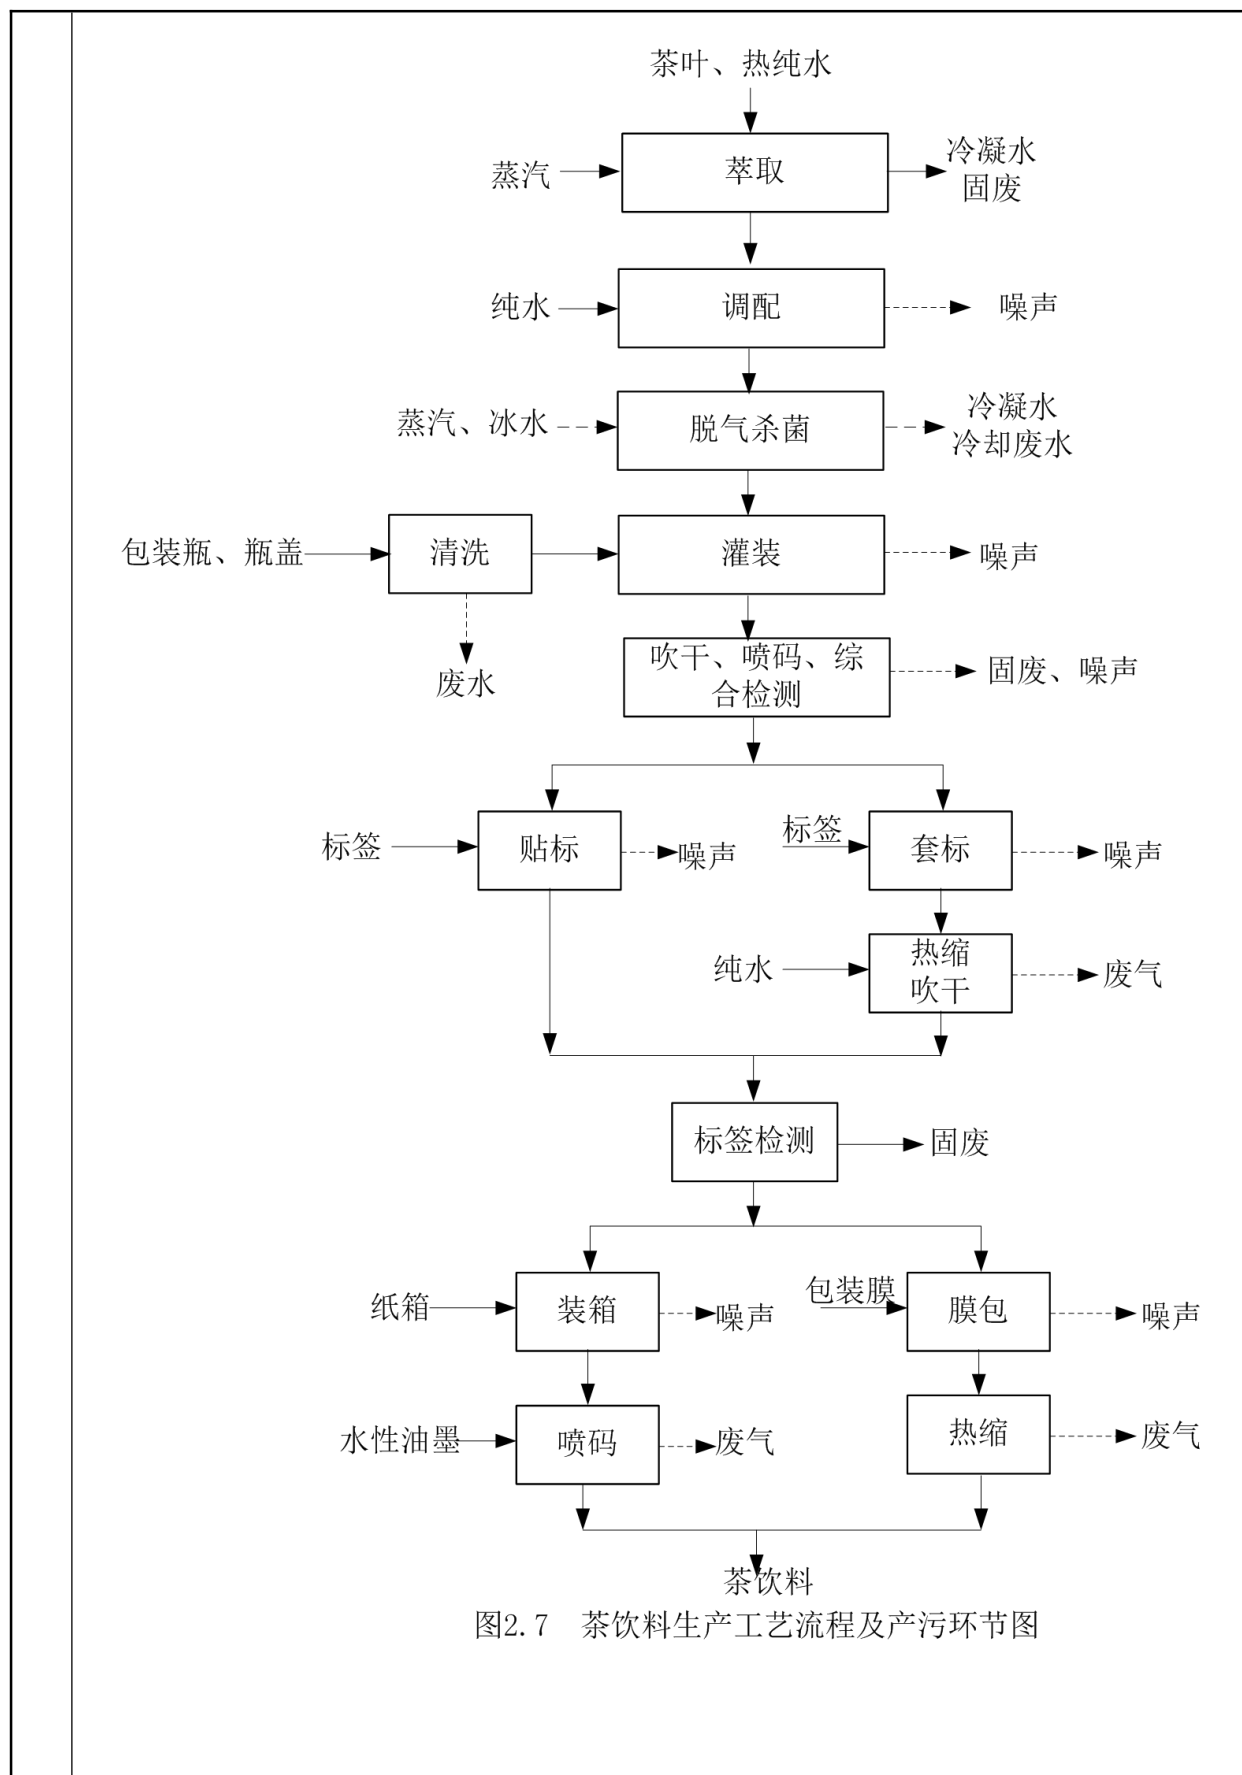 茶叶、热纯水
蒸汽
萃取
冷凝水
固废
纯水
调配
噪声
蒸汽、冰水
脱气杀菌
冷凝水
冷却废水
包装瓶、瓶盖
清洗
灌装
噪声
废水
吹干、喷码、综
合检测
固废、噪声
标签
贴标
噪声
标签
套标
噪声
纯水
热缩
吹干
废气
标签检测
固废
纸箱
装箱
噪声
包装膜
膜包
噪声
水性油墨
喷码
废气
热缩
废气
茶饮料
图2.7 茶饮料生产工艺流程及产污环节图